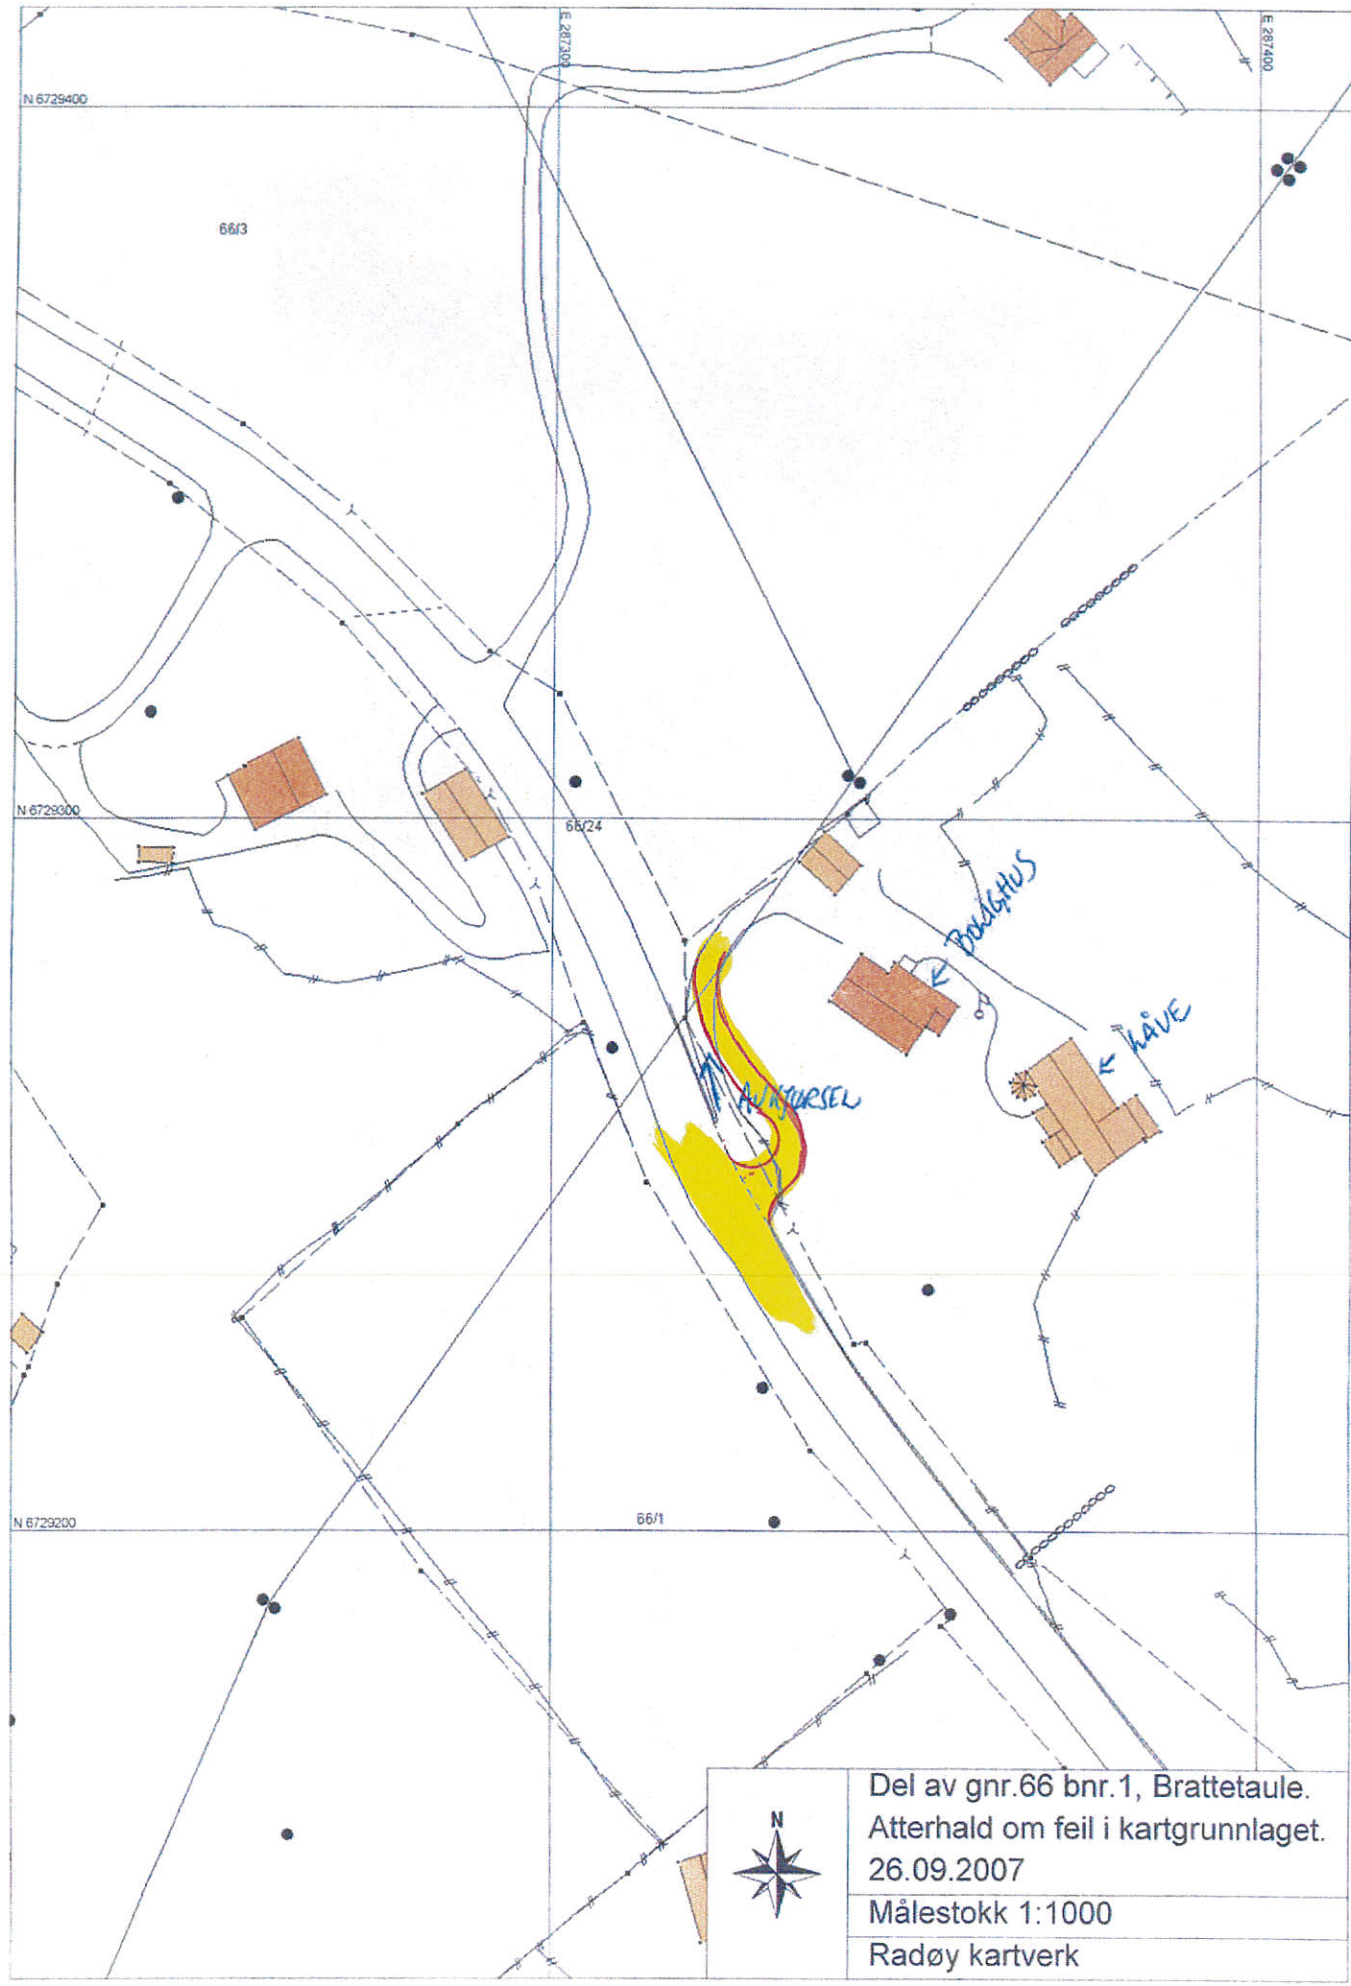 E 287300
E 287400
N 6729400
66/3
N 6729300
66/24
BOLIGHUS
LÅVE
AVKJØRSEL
N 6729200
66/1
N
Del av gnr.66 bnr.1, Brattetaule.
Atterhald om feil i kartgrunnlaget.
26.09.2007
Målestokk 1:1000
Radøy kartverk